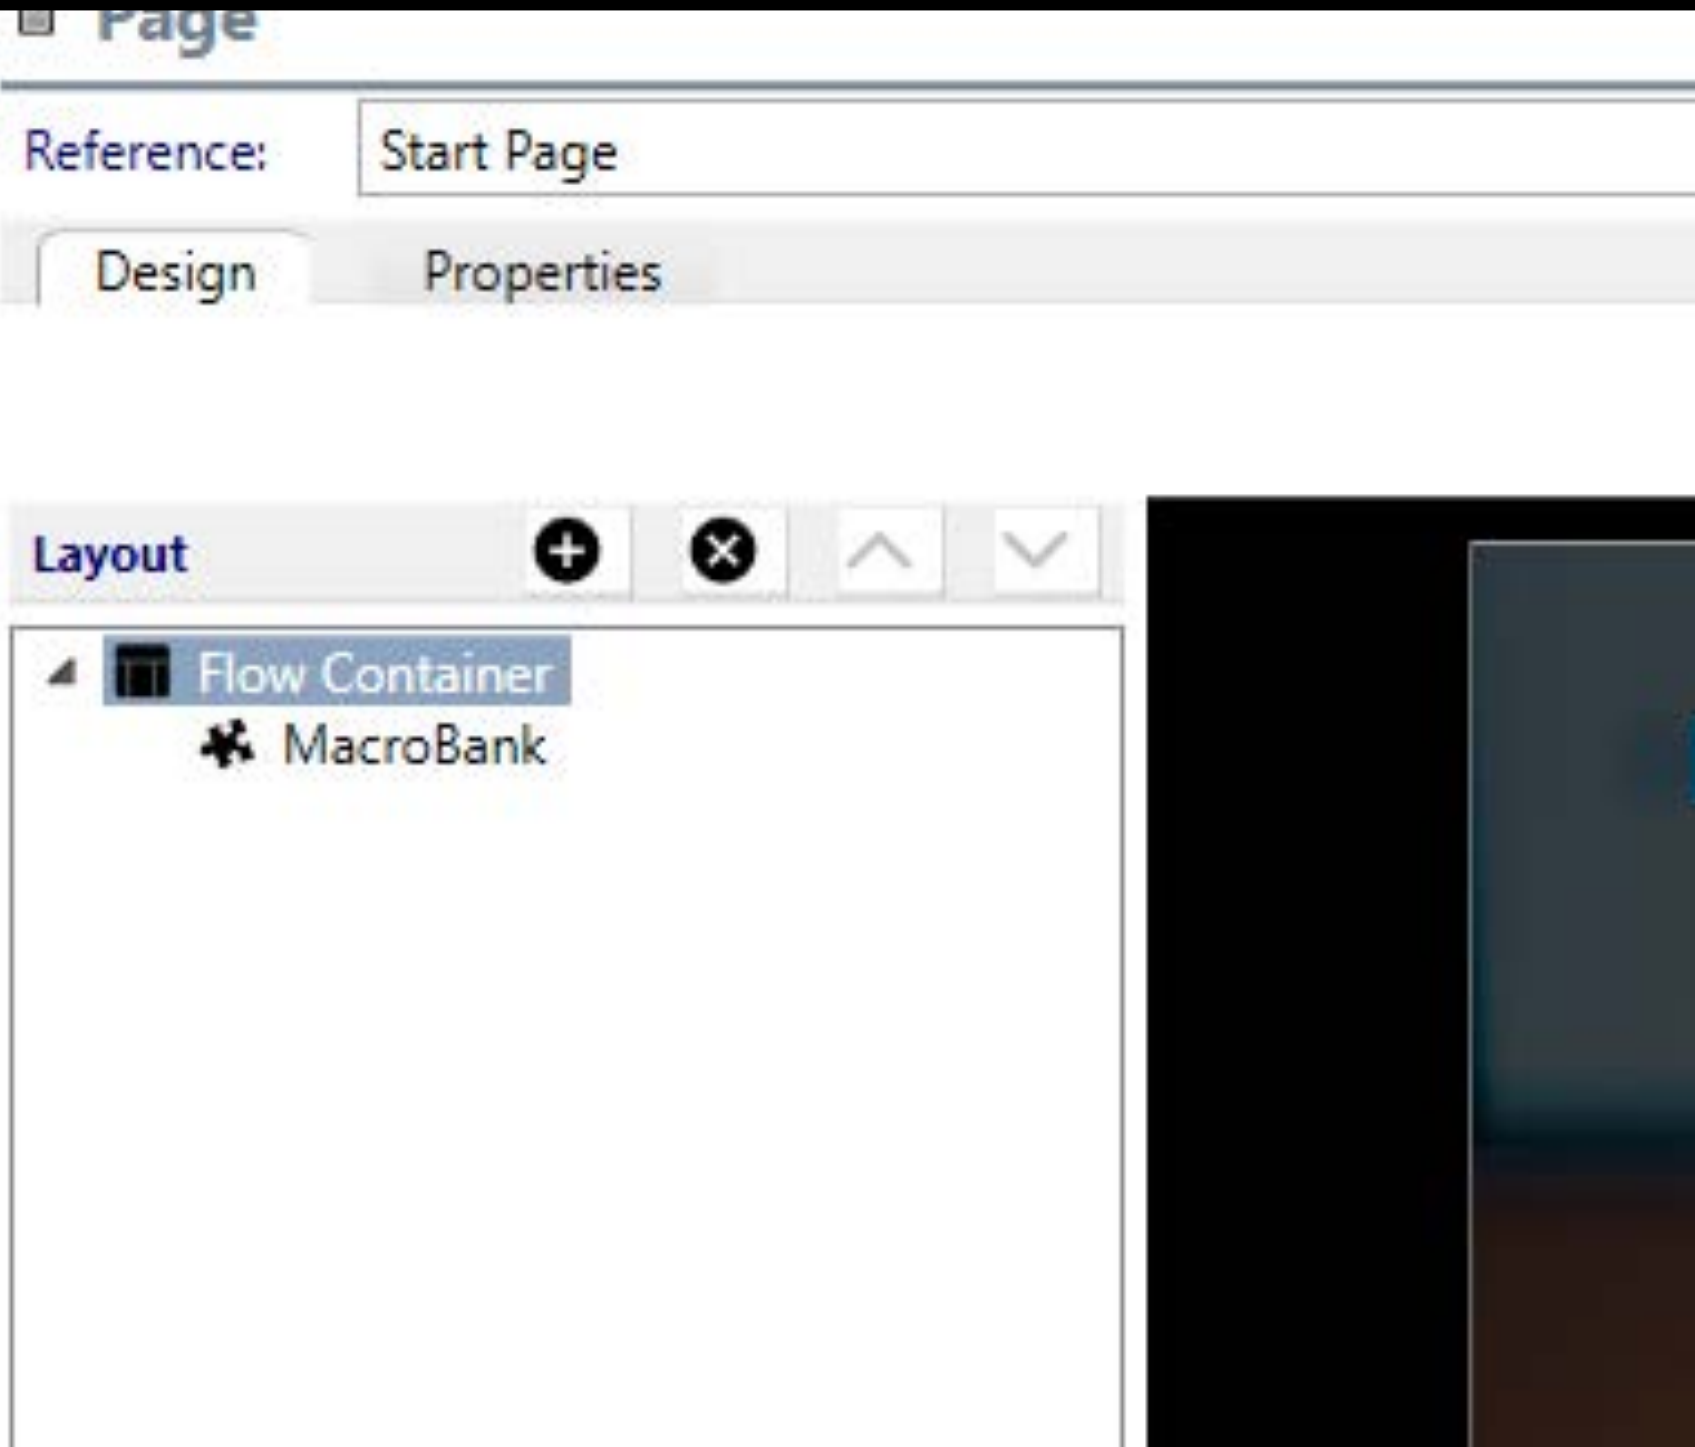 Page
Reference: Start Page
Design Properties
Layout
Flow Container
MacroBank